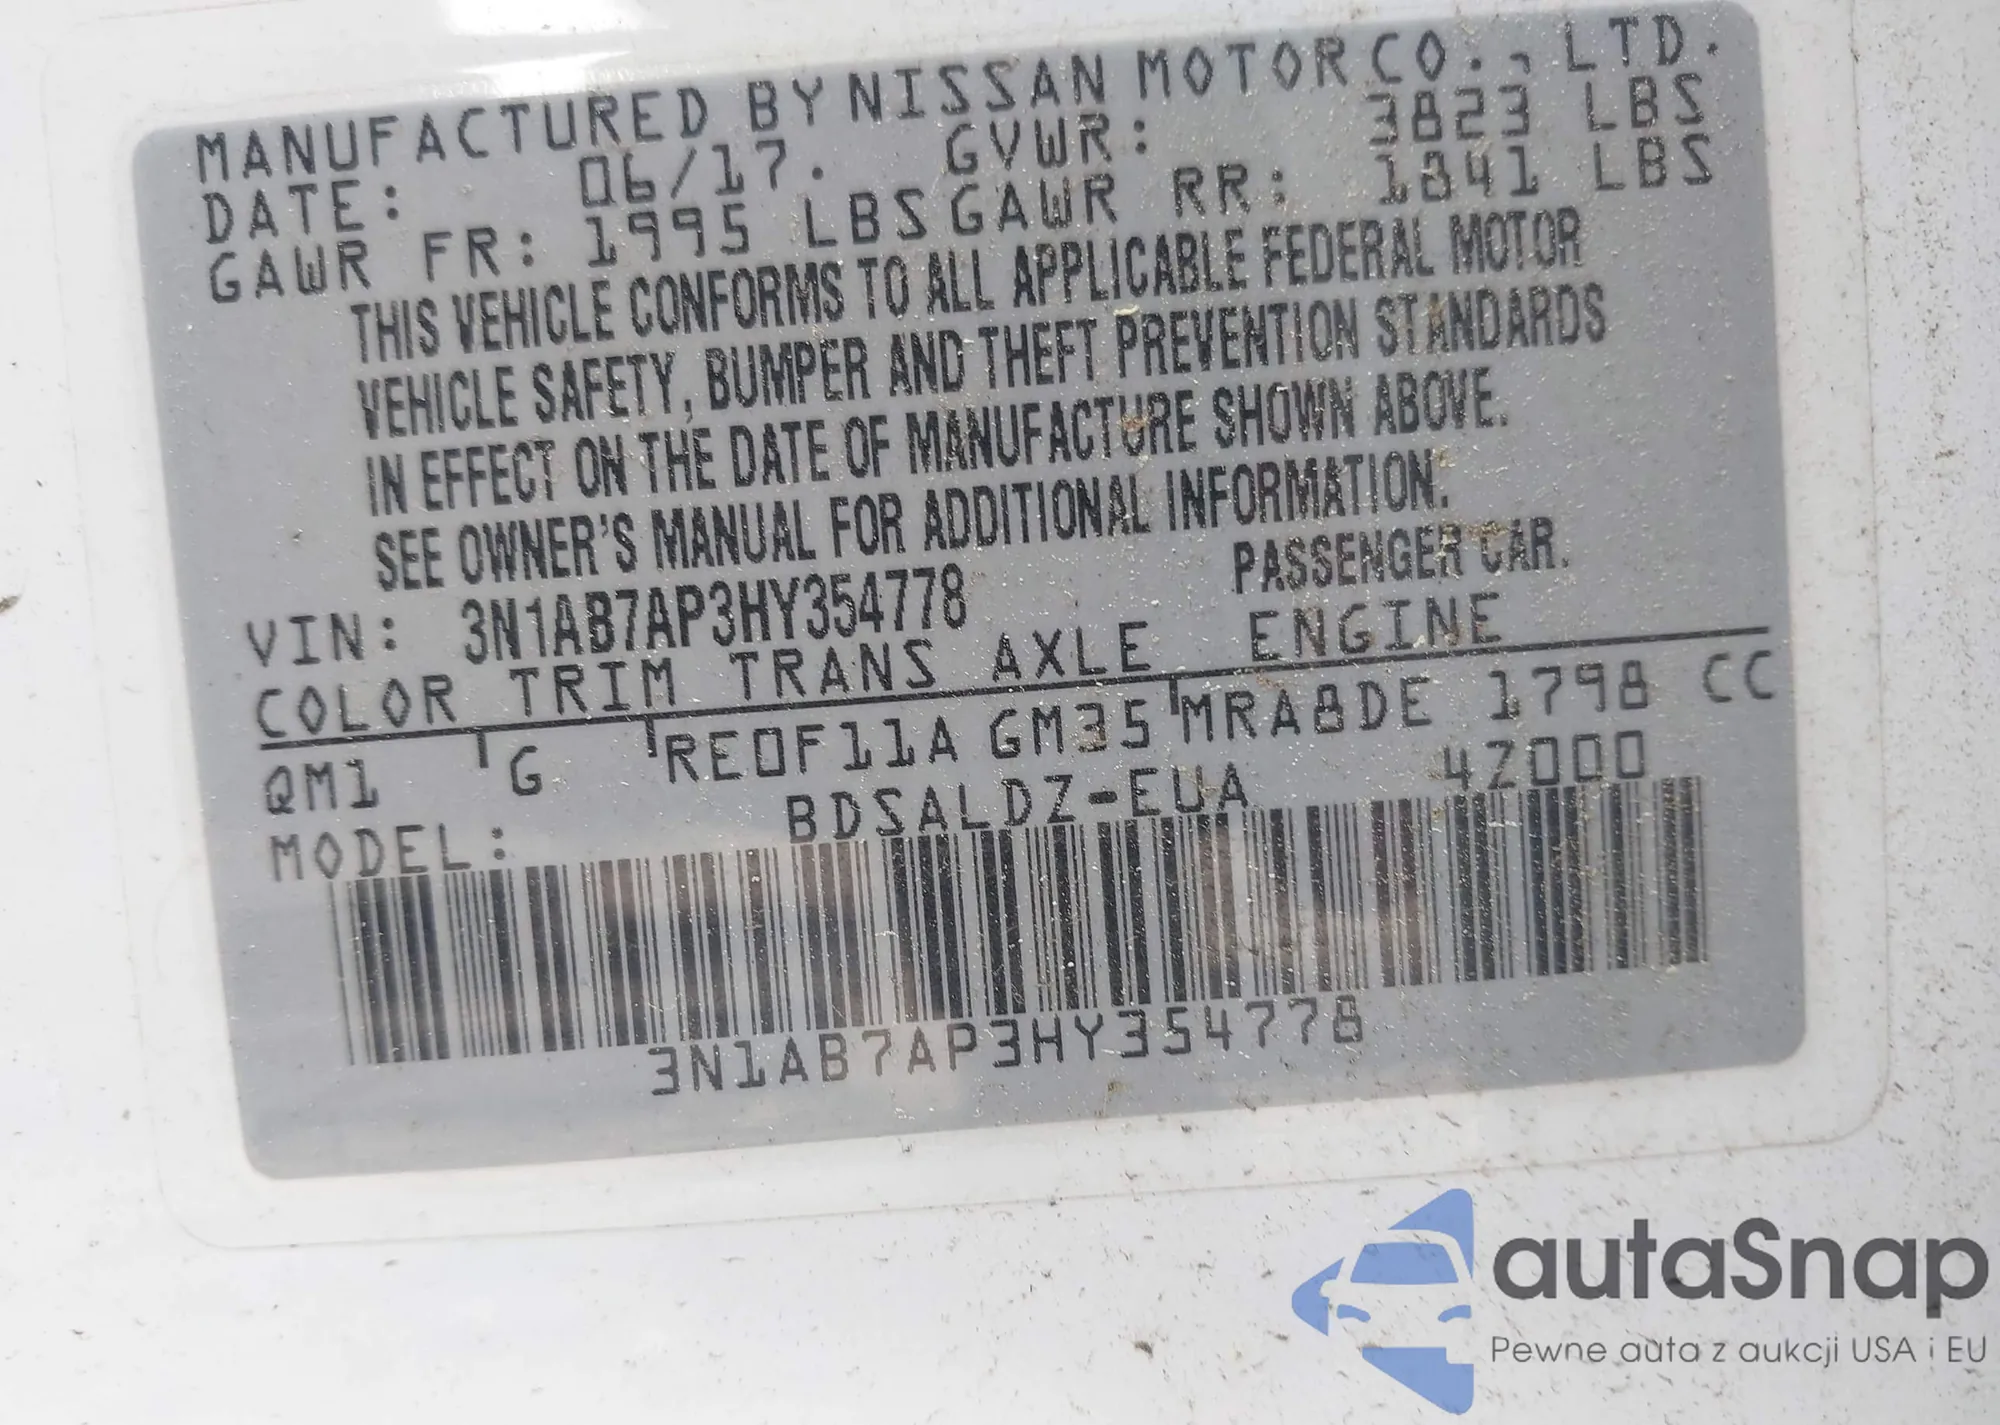 MANUFACTURED BY NISSAN MOTOR CO., LTD.
DATE: 06/17. GVWR: 3823 LBS
GAWR FR: 1995 LBS GAWR RR: 1841 LBS
THIS VEHICLE CONFORMS TO ALL APPLICABLE FEDERAL MOTOR
VEHICLE SAFETY, BUMPER AND THEFT PREVENTION STANDARDS
IN EFFECT ON THE DATE OF MANUFACTURE SHOWN ABOVE.
SEE OWNER'S MANUAL FOR ADDITIONAL INFORMATION.
VIN: 3N1AB7AP3HY354778 PASSENGER CAR.
COLOR TRIM TRANS AXLE ENGINE
QM1 G RE0F11A GM35 MRA8DE 1798 CC
MODEL: BDSALDZ-EUA 4Z000
3N1AB7AP3HY354778
autaSnap
Pewne auta z aukcji USA i EU